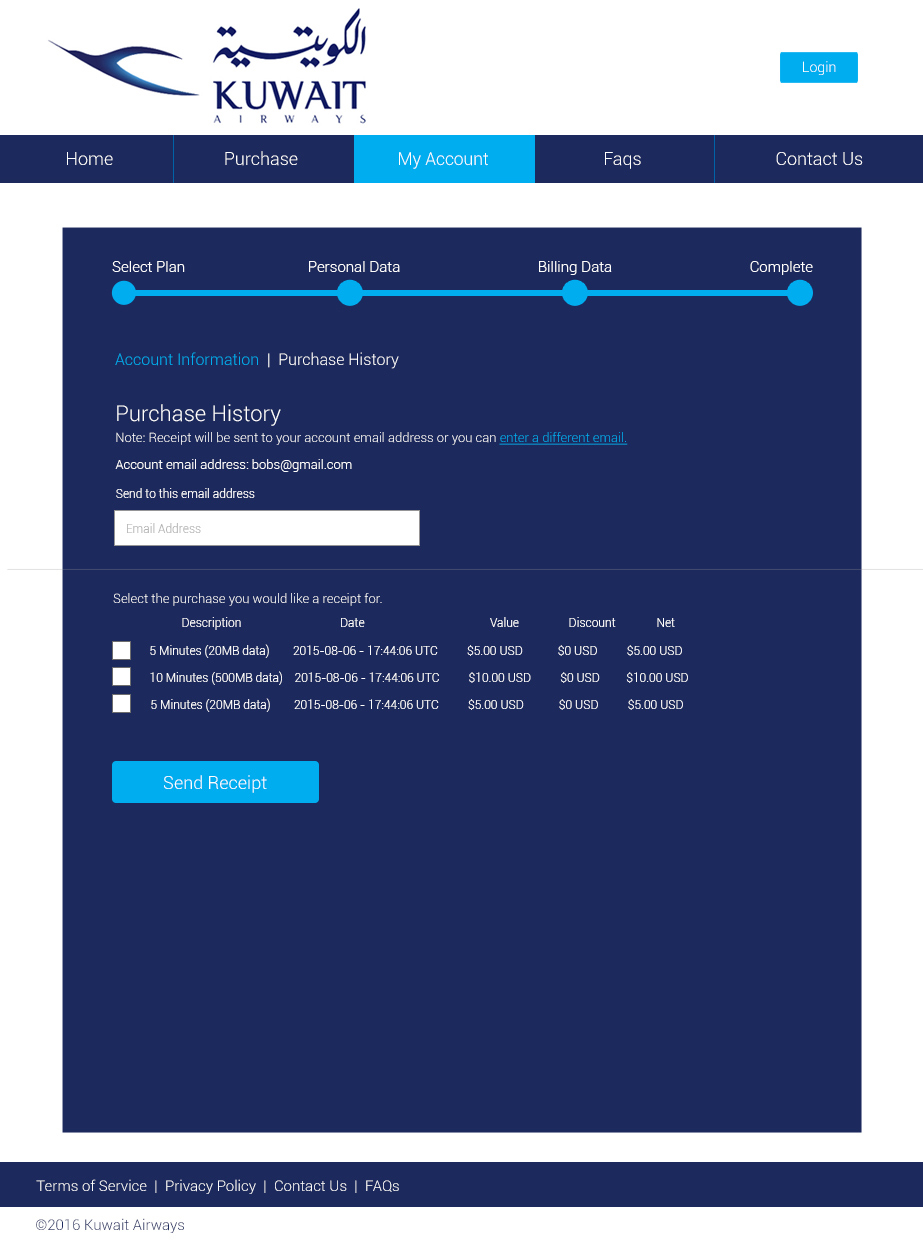 الكويتية
KUWAIT
AIRWAYS
Login
Home Purchase My Account Faqs Contact Us
Select Plan Personal Data Billing Data Complete
Account Information | Purchase History
Purchase History
Note: Receipt will be sent to your account email address or you can enter a different email.
Account email address: bobs@gmail.com
Send to this email address
Email Address
Select the purchase you would like a receipt for.
Description Date Value Discount Net
5 Minutes (20MB data) 2015-08-06 - 17:44:06 UTC $5.00 USD $0 USD $5.00 USD
10 Minutes (500MB data) 2015-08-06 - 17:44:06 UTC $10.00 USD $0 USD $10.00 USD
5 Minutes (20MB data) 2015-08-06 - 17:44:06 UTC $5.00 USD $0 USD $5.00 USD
Send Receipt
Terms of Service | Privacy Policy | Contact Us | FAQs
©2016 Kuwait Airways